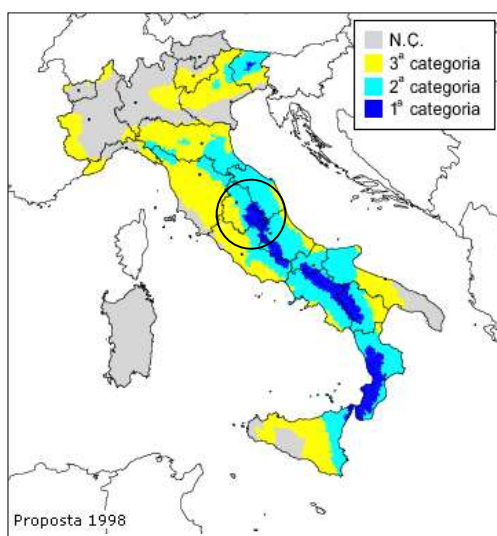 N.C.
3ª categoria
2ª categoria
1ª categoria
Proposta 1998